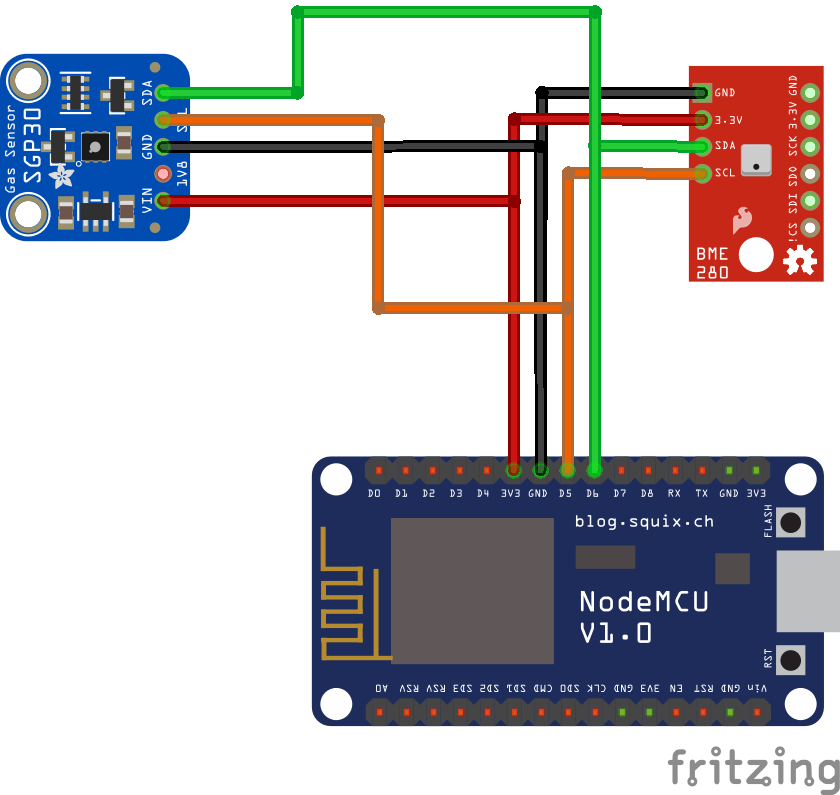 Gas Sensor
SGP30
SDA
SCL
GND
1V8
VIN
GND
3.3V
SDA
SCL
GND
3.3V
SCK
SDO
SDI
!CS
BME
280
D0 D1 D2 D3 D4 3V3 GND D5 D6 D7 D8 RX TX GND 3V3
blog.squix.ch
FLASH
NodeMCU
V1.0
RST
A0 RSV RSV SD3 SD2 SD1 CMD SDO CLK GND 3V3 EN RST GND Vin
fritzing